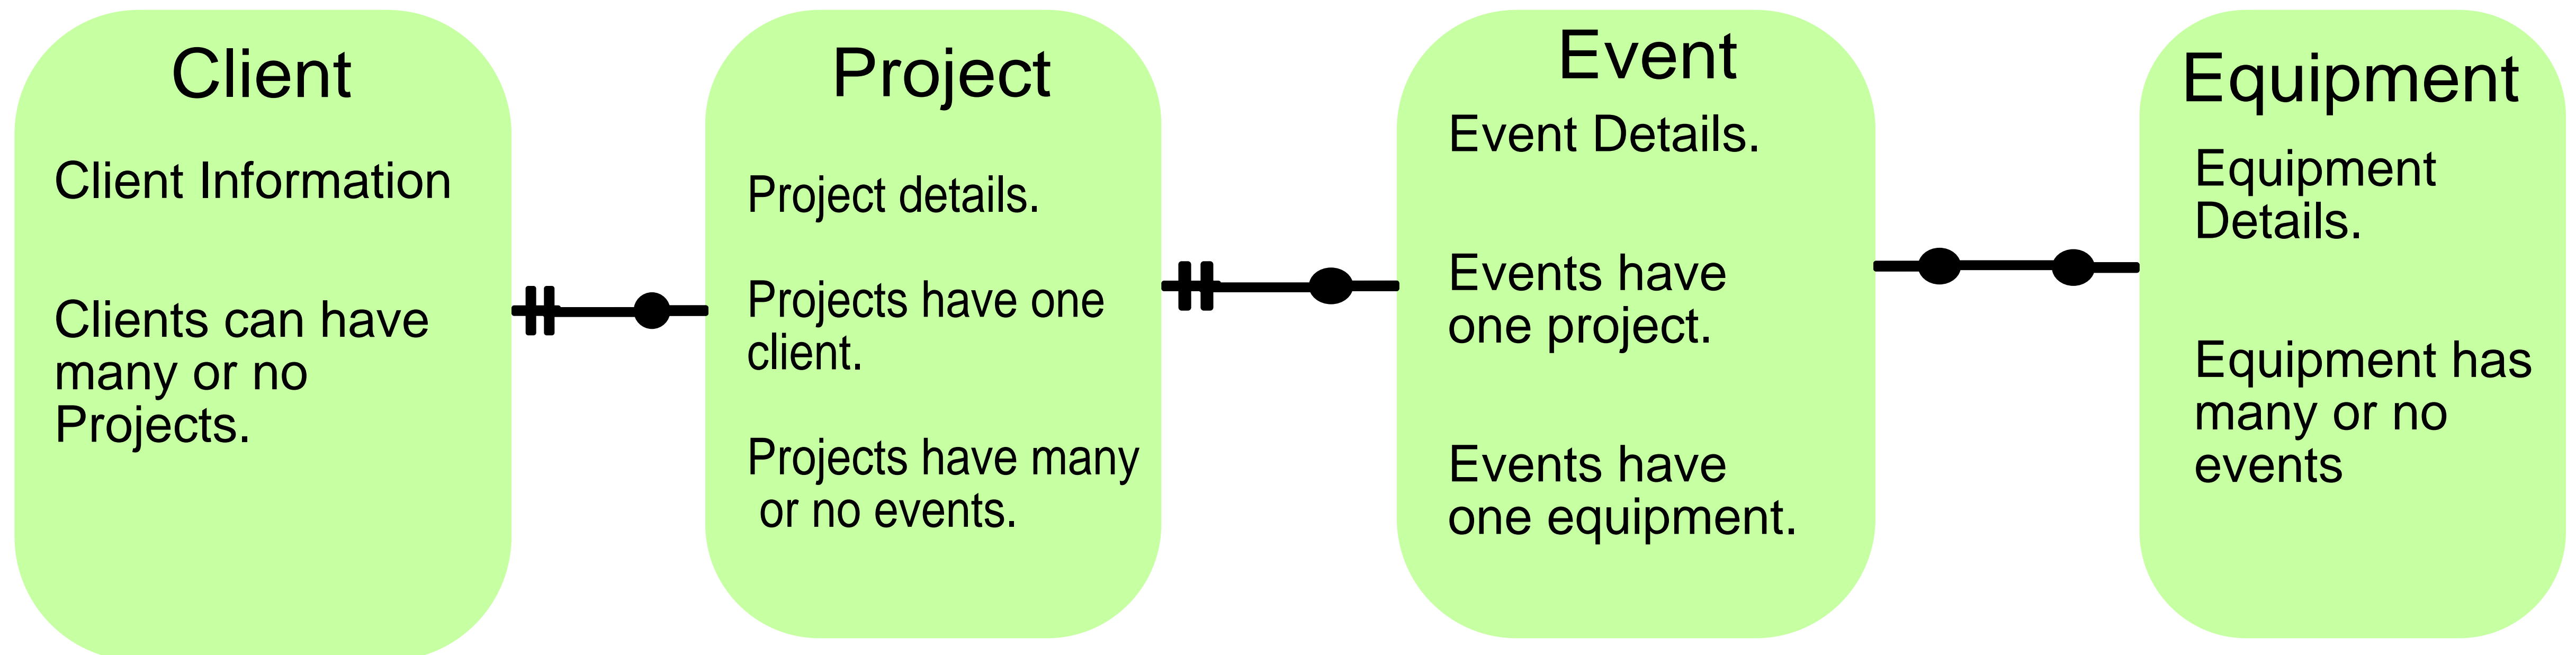 Client
Client Information
Clients can have
many or no
Projects.
Project
Project details.
Projects have one
client.
Projects have many
or no events.
Event
Event Details.
Events have
one project.
Events have
one equipment.
Equipment
Equipment
Details.
Equipment has
many or no
events